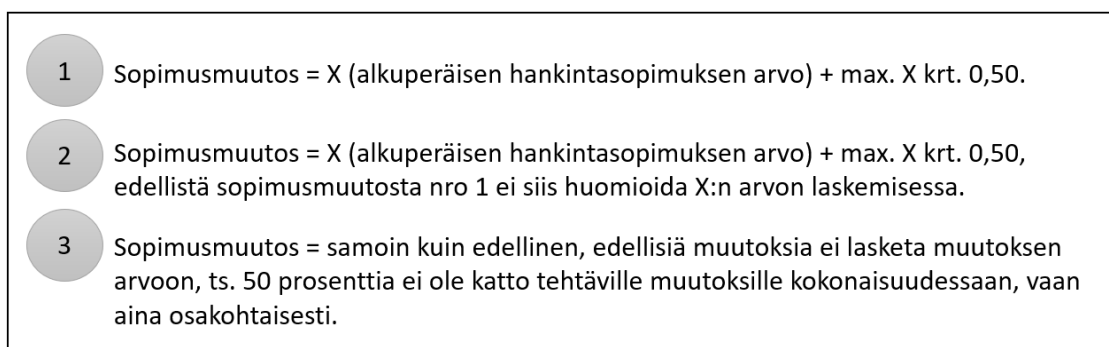 1 Sopimusmuutos = X (alkuperäisen hankintasopimuksen arvo) + max. X krt. 0,50.
2 Sopimusmuutos = X (alkuperäisen hankintasopimuksen arvo) + max. X krt. 0,50,
edellistä sopimusmuutosta nro 1 ei siis huomioida X:n arvon laskemisessa.
3 Sopimusmuutos = samoin kuin edellinen, edellisiä muutoksia ei lasketa muutoksen
arvoon, ts. 50 prosenttia ei ole katto tehtäville muutoksille kokonaisuudessaan, vaan
aina osakohtaisesti.